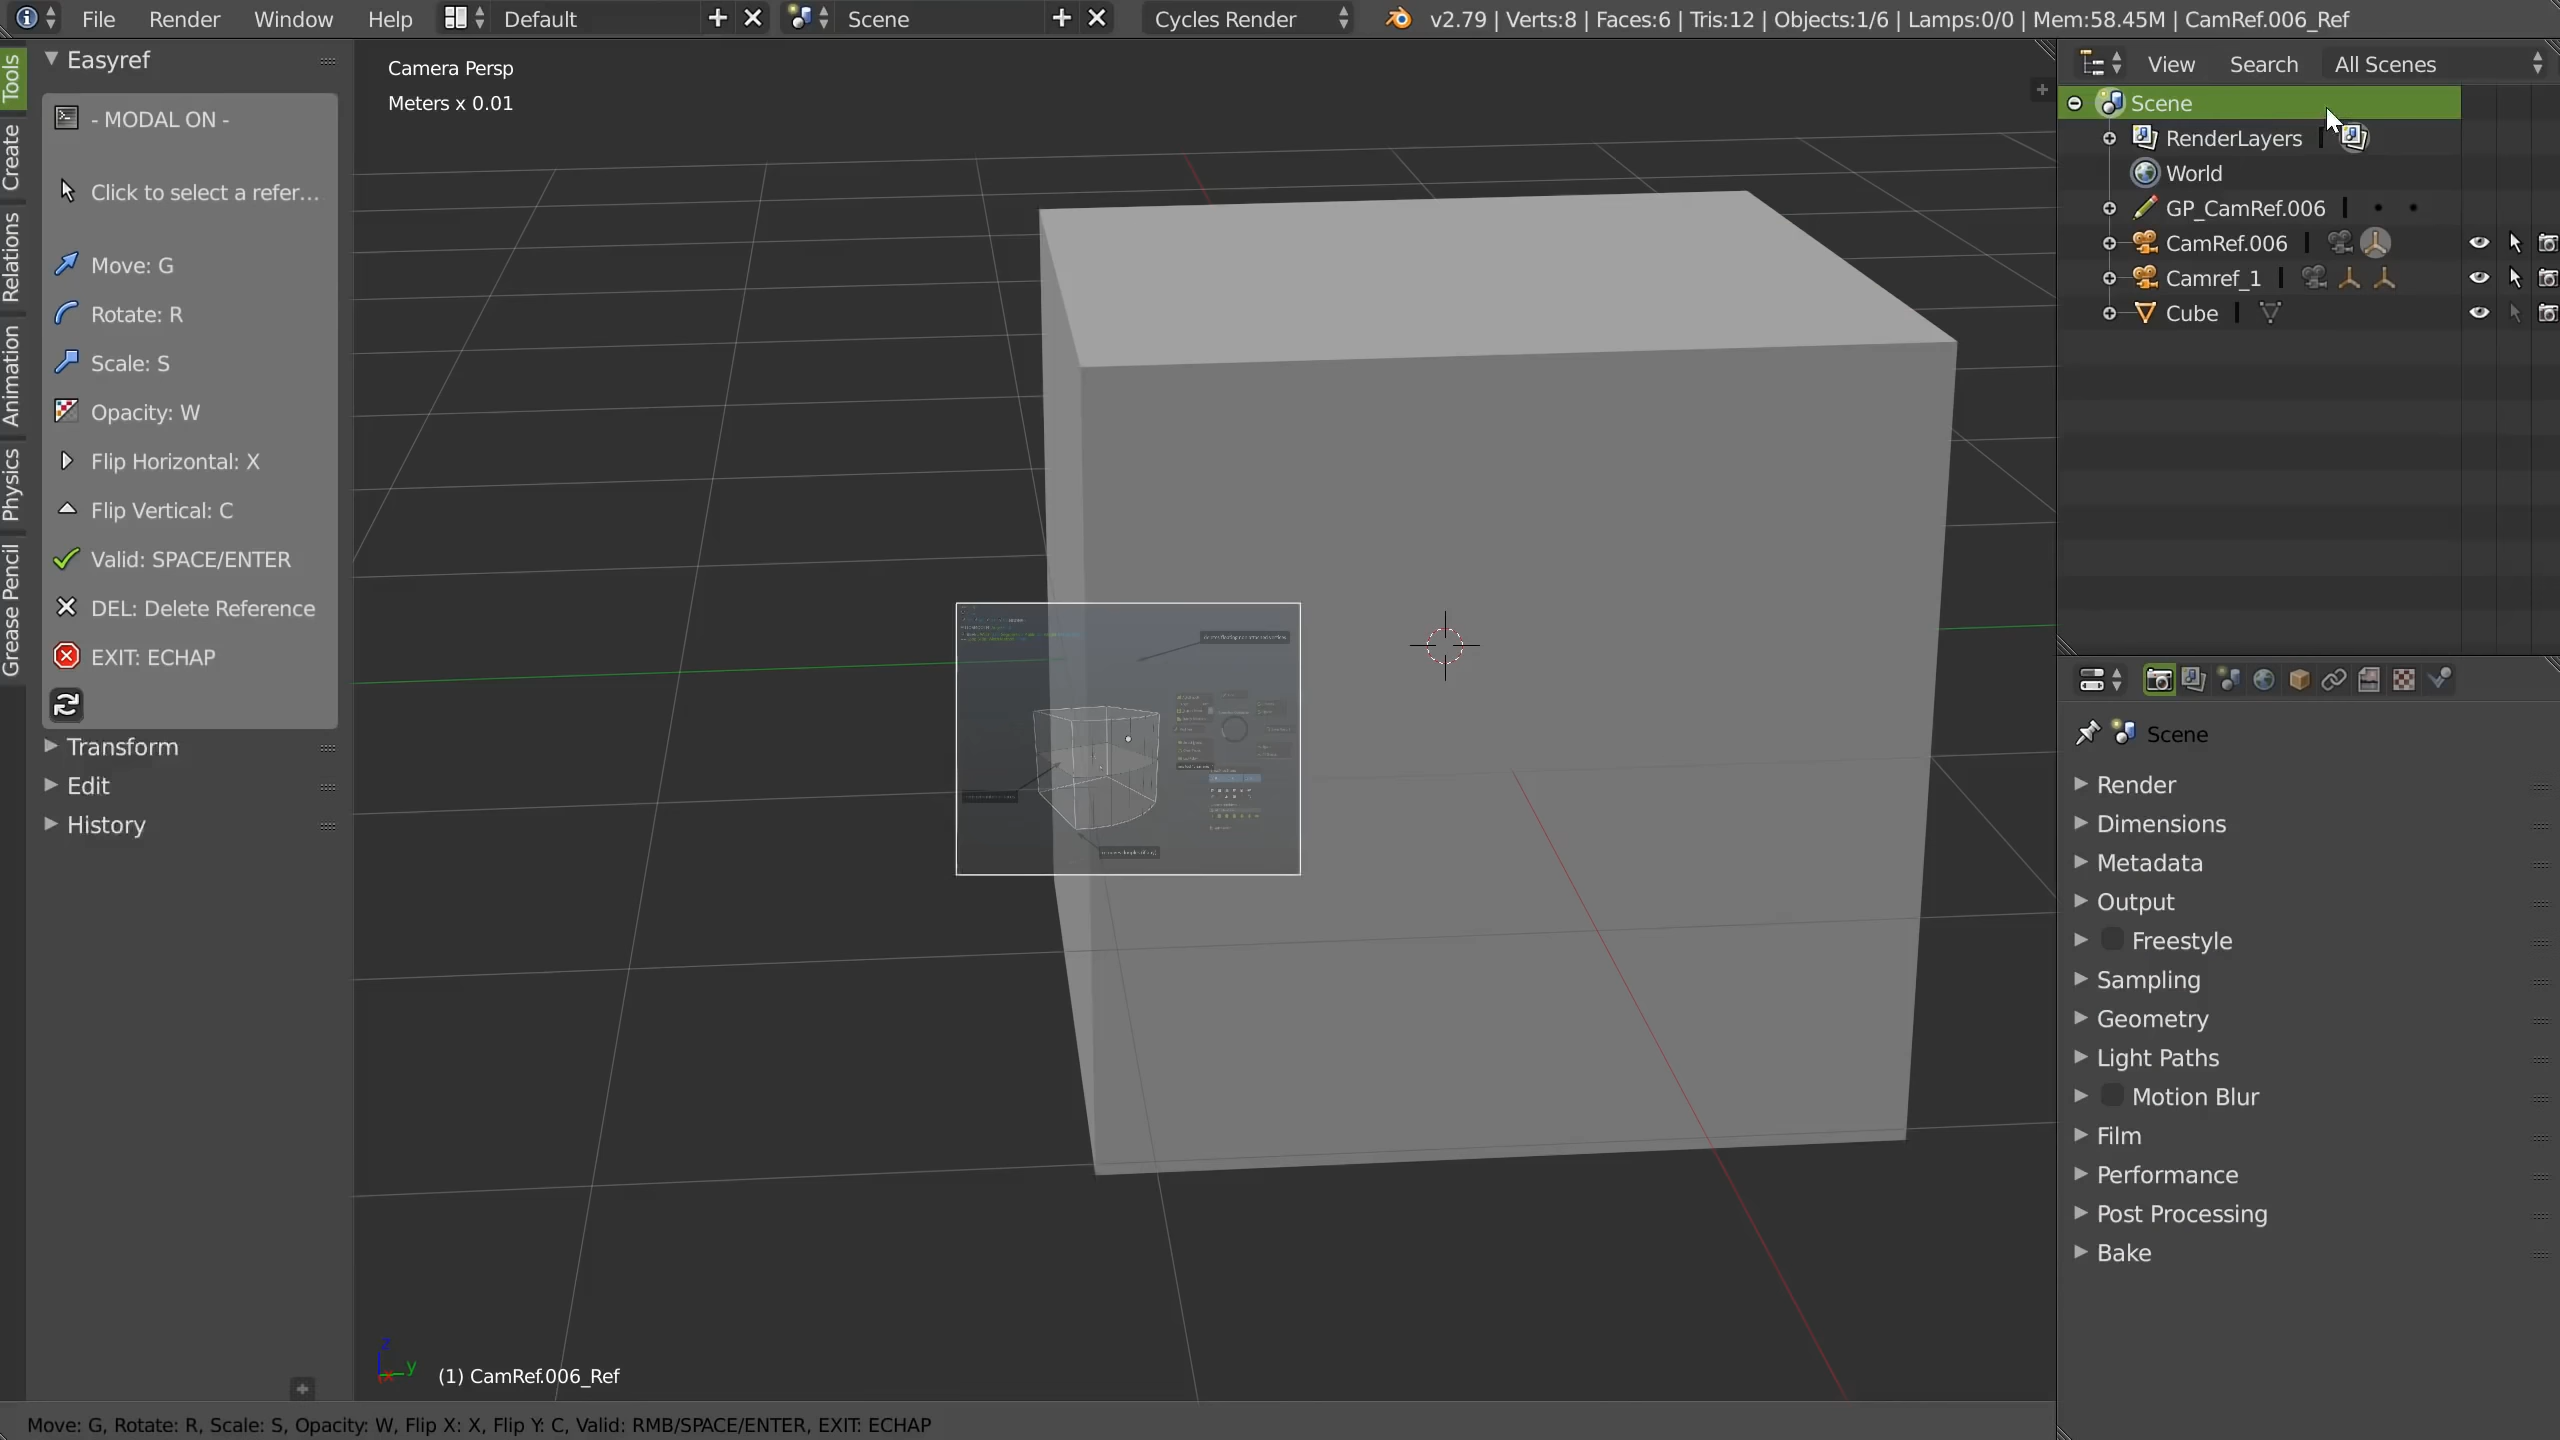 File Render Window Help Default Scene Cycles Render v2.79 | Verts:8 | Faces:6 | Tris:12 | Objects:1/6 | Lamps:0/0 | Mem:58.45M | CamRef.006_Ref
Tools
Create
Relations
Animation
Physics
Grease Pencil
Easyref
- MODAL ON -
Click to select a refer...
Move: G
Rotate: R
Scale: S
Opacity: W
Flip Horizontal: X
Flip Vertical: C
Valid: SPACE/ENTER
DEL: Delete Reference
EXIT: ECHAP
Transform
Edit
History
Camera Persp
Meters x 0.01
z
y
x
(1) CamRef.006_Ref
Move: G, Rotate: R, Scale: S, Opacity: W, Flip X: X, Flip Y: C, Valid: RMB/SPACE/ENTER, EXIT: ECHAP
View Search All Scenes
Scene
RenderLayers
World
GP_CamRef.006
CamRef.006
Camref_1
Cube
Scene
Render
Dimensions
Metadata
Output
Freestyle
Sampling
Geometry
Light Paths
Motion Blur
Film
Performance
Post Processing
Bake